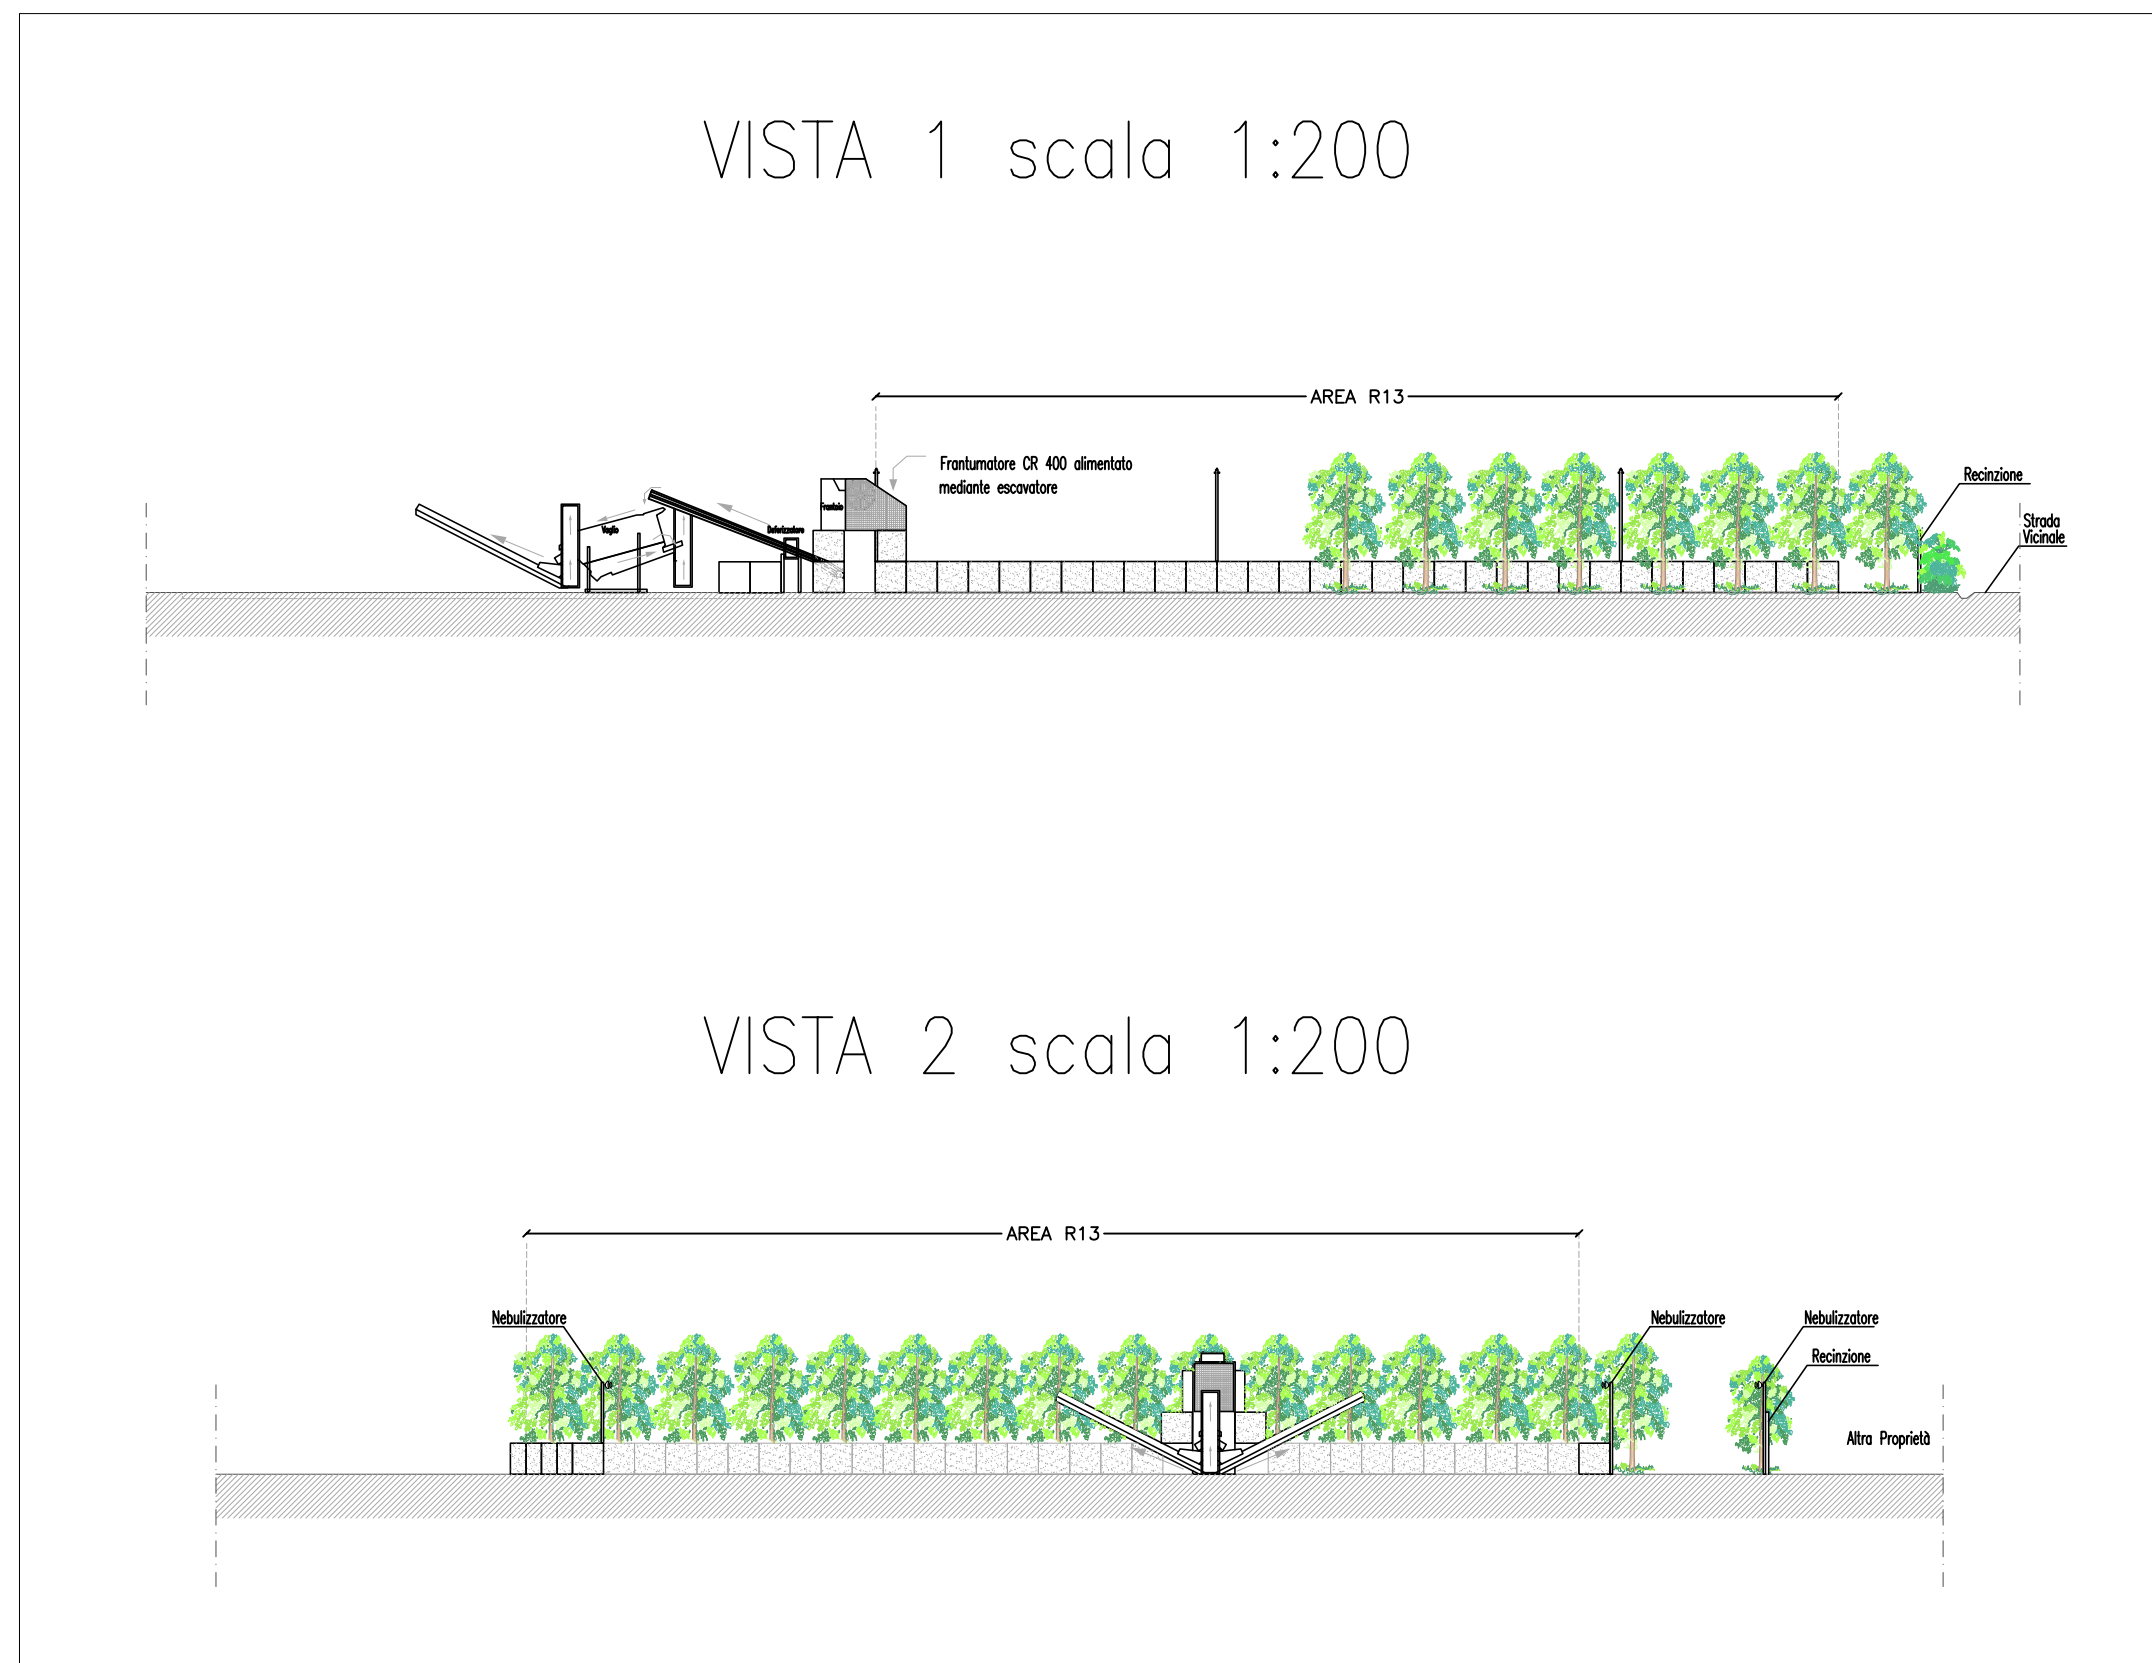 VISTA 1 scala 1:200
AREA R13
Frantumatore CR 400 alimentato
mediante escavatore
Recinzione
Frantoio
Strada
Vicinale
Vaglio
Deferizzatore
VISTA 2 scala 1:200
AREA R13
Nebulizzatore
Nebulizzatore
Nebulizzatore
Recinzione
Altra Proprietà